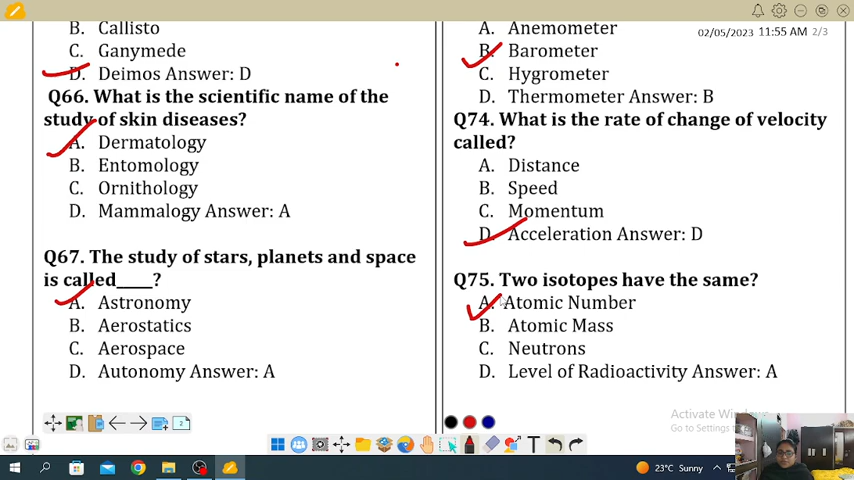 B. Callisto
C. Ganymede
D. Deimos Answer: D
Q66. What is the scientific name of the
study of skin diseases?
A. Dermatology
B. Entomology
C. Ornithology
D. Mammalogy Answer: A
Q67. The study of stars, planets and space
is called____?
A. Astronomy
B. Aerostatics
C. Aerospace
D. Autonomy Answer: A
A. Anemometer
B. Barometer
C. Hygrometer
D. Thermometer Answer: B
Q74. What is the rate of change of velocity
called?
A. Distance
B. Speed
C. Momentum
D. Acceleration Answer: D
Q75. Two isotopes have the same?
A. Atomic Number
B. Atomic Mass
C. Neutrons
D. Level of Radioactivity Answer: A
02/05/2023 11:55 AM 2/3
2
T
Activate
Go to Settings
23°C Sunny